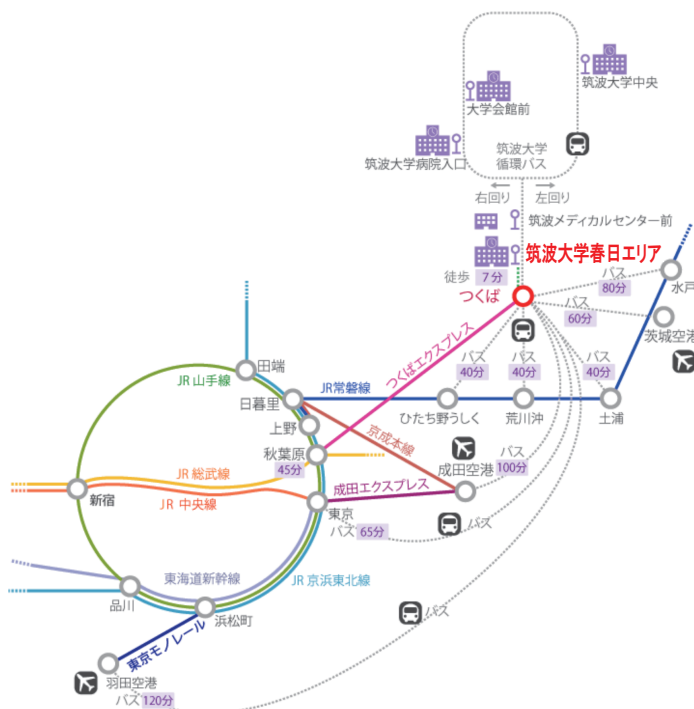 筑波大学中央
大学会館前
筑波大学病院入口
筑波大学
循環バス
右回り
左回り
筑波メディカルセンター前
筑波大学春日エリア
徒歩 7分
つくば
バス
80分
水戸
バス
60分
茨城空港
つくばエクスプレス
バス
40分
バス
40分
バス
40分
田端
JR山手線
日暮里
JR常磐線
ひたち野うしく
荒川沖
土浦
上野
京成本線
秋葉原
45分
成田空港
バス
100分
JR 総武線
新宿
JR 中央線
成田エクスプレス
東京
バス 65分
バス
東海道新幹線
JR 京浜東北線
品川
浜松町
バス
東京モノレール
羽田空港
バス 120分